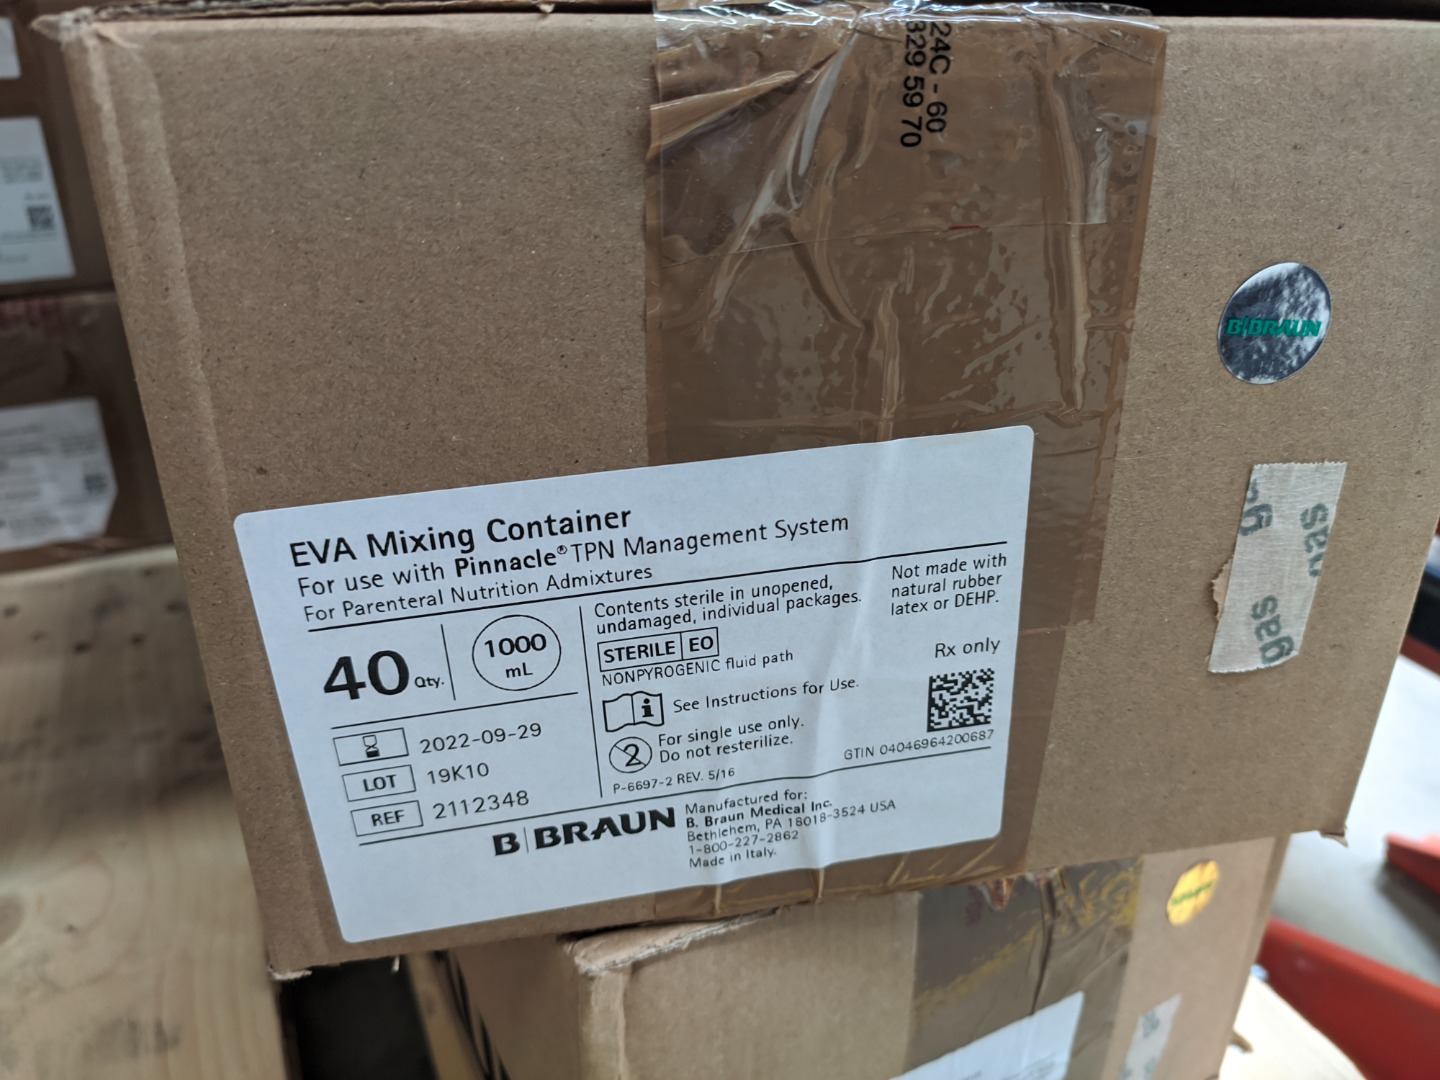 24C - 60
329 59 70
B|BRAUN
gas
gas
EVA Mixing Container
For use with Pinnacle® TPN Management System
For Parenteral Nutrition Admixtures
40 Qty.
1000
mL
2022-09-29
LOT 19K10
REF 2112348
Contents sterile in unopened,
undamaged, individual packages.
STERILE EO
NONPYROGENIC fluid path
See Instructions for Use.
2
For single use only.
Do not resterilize.
P-6697-2 REV. 5/16
Not made with
natural rubber
latex or DEHP.
Rx only
GTIN 04046964200687
B|BRAUN
Manufactured for:
B. Braun Medical Inc.
Bethlehem, PA 18018-3524 USA
1-800-227-2862
Made in Italy.